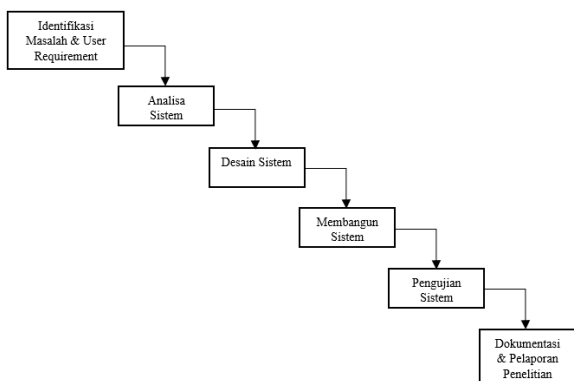 Identifikasi
Masalah & User
Requirement
Analisa
Sistem
Desain Sistem
Membangun
Sistem
Pengujian
Sistem
Dokumentasi
& Pelaporan
Penelitian